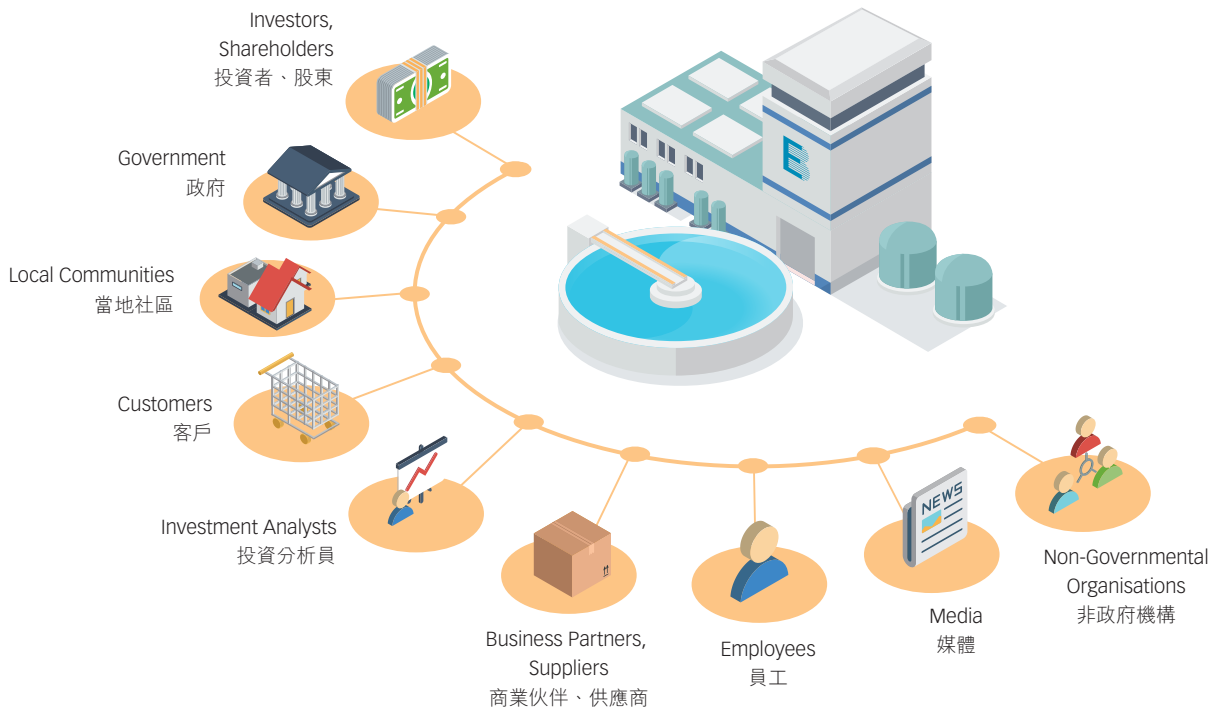 Investors,
Shareholders
投資者、股東
Government
政府
Local Communities
當地社區
Customers
客戶
Investment Analysts
投資分析員
Business Partners,
Suppliers
商業伙伴、供應商
Employees
員工
Media
媒體
Non-Governmental
Organisations
非政府機構
NEWS
EB